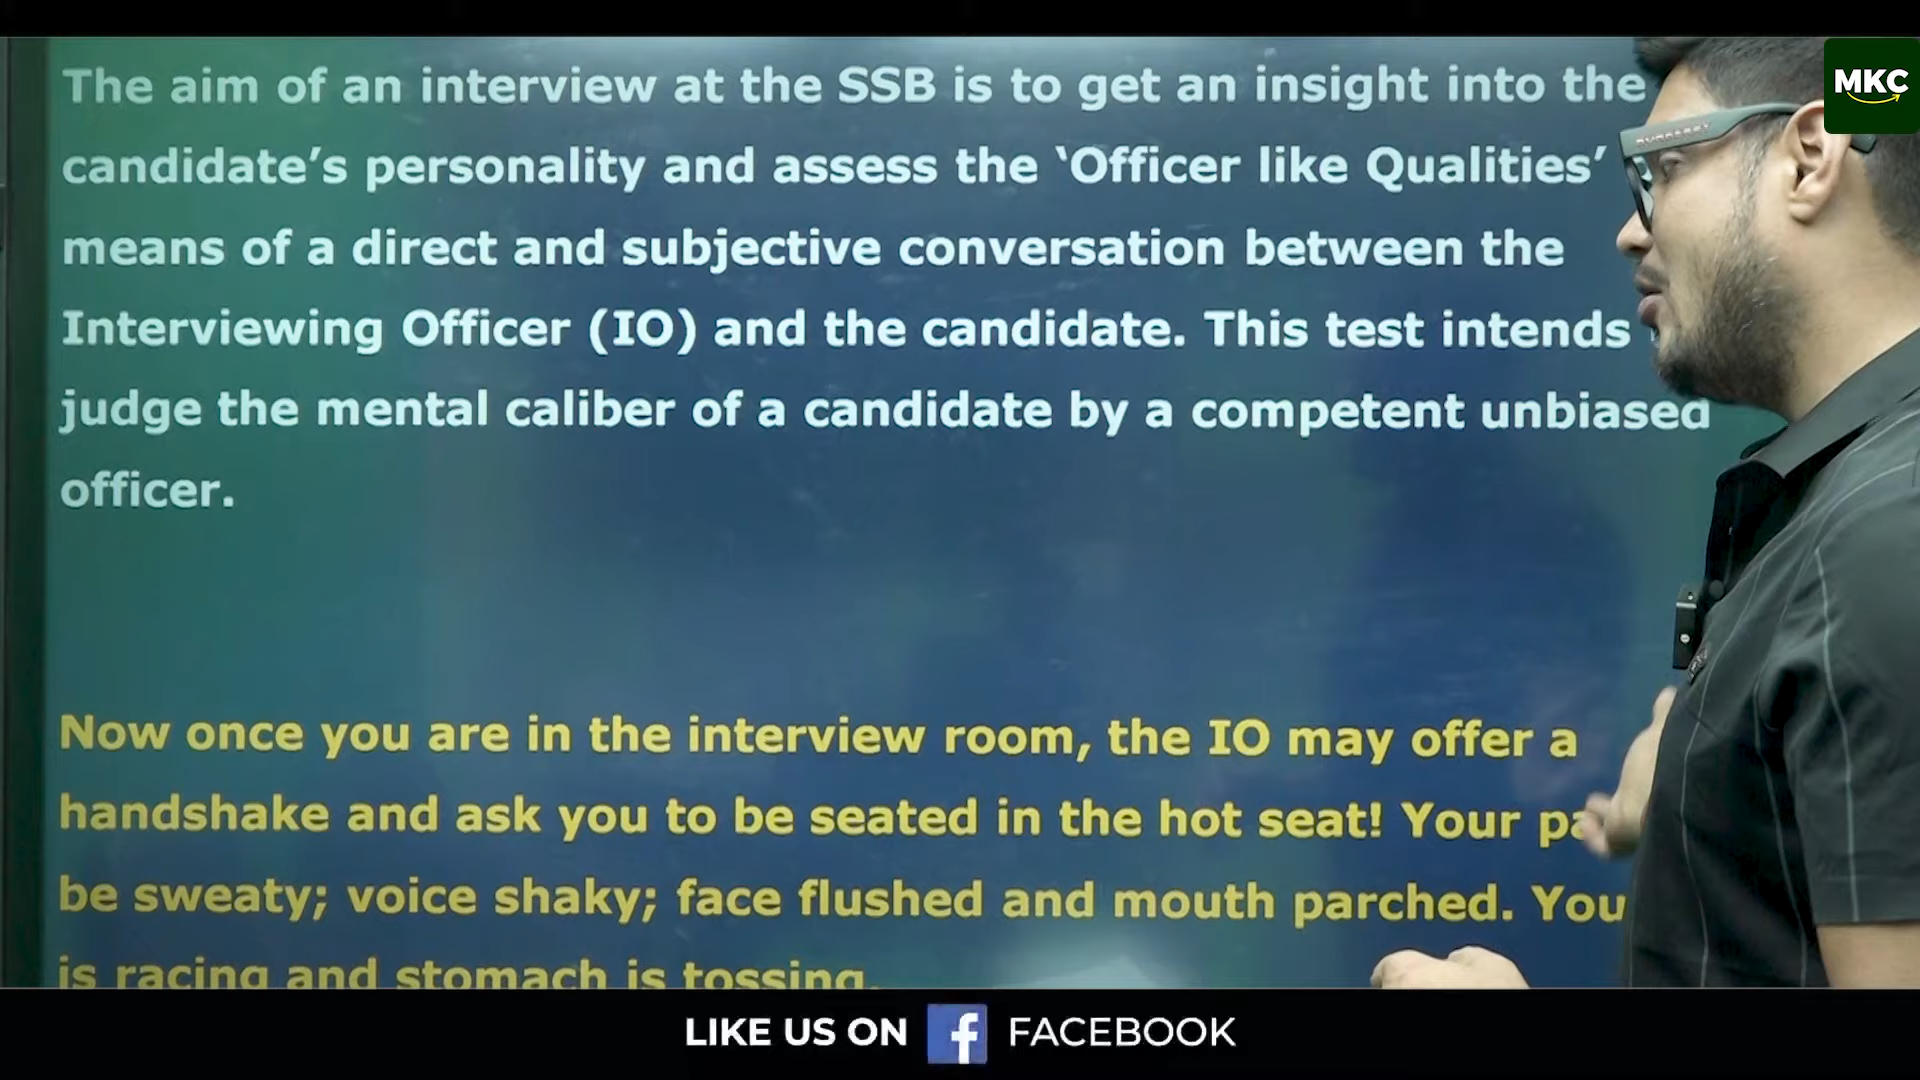 The aim of an interview at the SSB is to get an insight into the
candidate’s personality and assess the ‘Officer like Qualities’
means of a direct and subjective conversation between the
Interviewing Officer (IO) and the candidate. This test intends
judge the mental caliber of a candidate by a competent unbiased
officer.
Now once you are in the interview room, the IO may offer a
handshake and ask you to be seated in the hot seat! Your
be sweaty; voice shaky; face flushed and mouth parched.
is racing and stomach is tossing.
MKC
LIKE US ON f FACEBOOK